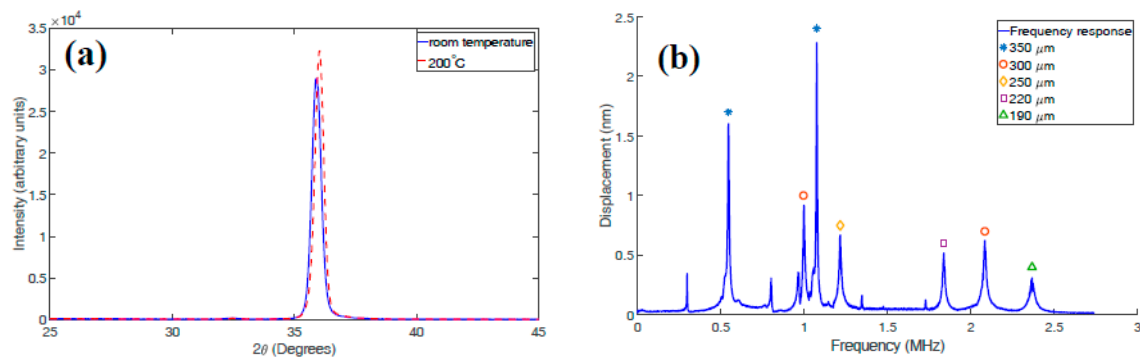 (a)
×10⁴
3.5
3
2.5
2
1.5
1
0.5
0
25
30
35
40
45
Intensity (arbitrary units)
2θ (Degrees)
room temperature
200°C
(b)
2.5
2
1.5
1
0.5
0
0
0.5
1
1.5
2
2.5
3
Displacement (nm)
Frequency (MHz)
Frequency response
350 μm
300 μm
250 μm
220 μm
190 μm